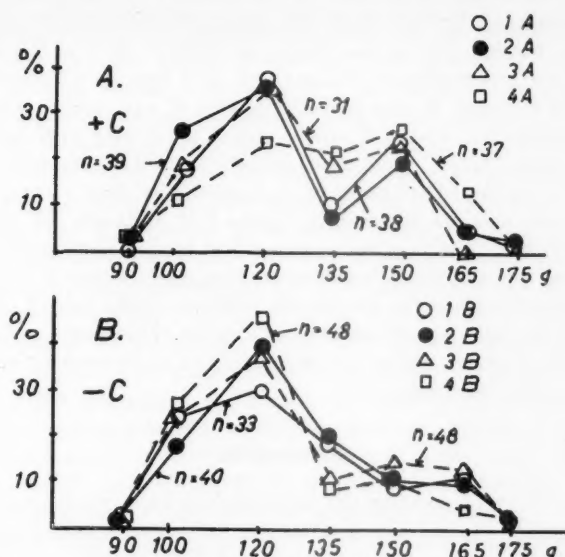 %
A.
+C
30
10
n=39
n=31
n=37
n=38
○ 1 A
● 2 A
△ 3 A
□ 4 A
90 100 120 135 150 165 175 g
%
B.
-C
30
10
n=48
n=33
n=40
n=48
○ 1 B
● 2 B
△ 3 B
□ 4 B
90 100 120 135 150 165 175 g